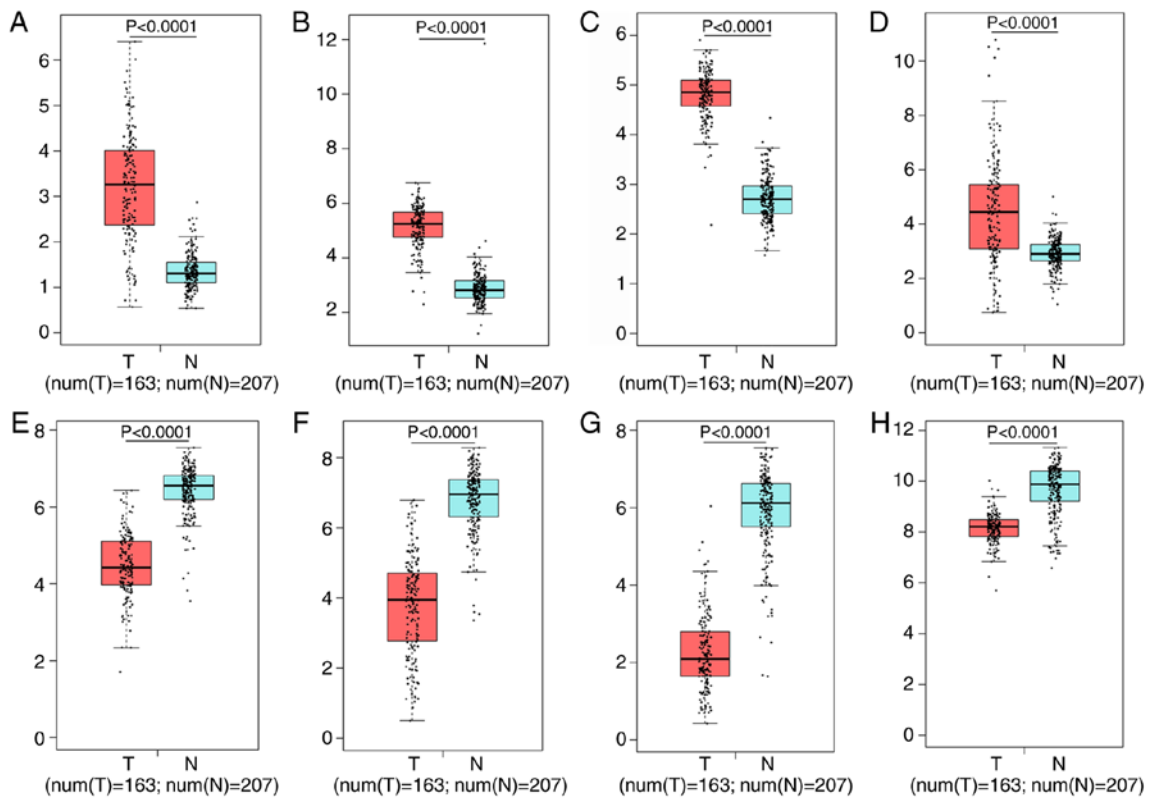 A
P<0.0001
6
5
4
3
2
1
0
T N
(num(T)=163; num(N)=207)
B
P<0.0001
12
10
8
6
4
2
T N
(num(T)=163; num(N)=207)
C
P<0.0001
6
5
4
3
2
1
0
T N
(num(T)=163; num(N)=207)
D
P<0.0001
10
8
6
4
2
0
T N
(num(T)=163; num(N)=207)
E
P<0.0001
8
6
4
2
0
T N
(num(T)=163; num(N)=207)
F
P<0.0001
8
6
4
2
0
T N
(num(T)=163; num(N)=207)
G
P<0.0001
8
6
4
2
0
T N
(num(T)=163; num(N)=207)
H
P<0.0001
12
10
8
6
4
2
0
T N
(num(T)=163; num(N)=207)